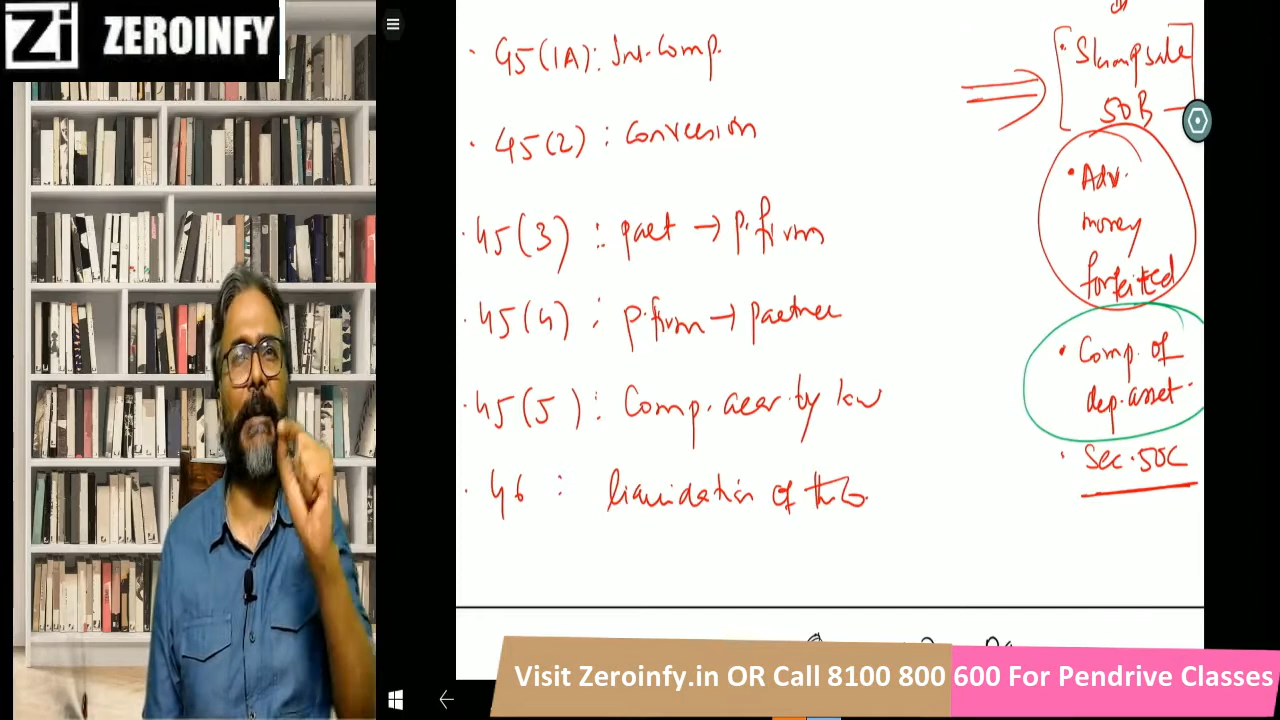 Zi ZEROINFY
• 45(1A): Ins. Comp.
• 45(2) : Conversion
• 45(3) : part → p. firm
• 45(4) : p. firm → partner
• 45(5) : Comp. acqr. by law
• 46 : liquidation of the Co.
• Slump sale
50B
• Adv.
money
forfeited
• Comp. of
dep. asset
• Sec. 50C
Visit Zeroinfy.in OR Call 8100 800 600 For Pendrive Classes